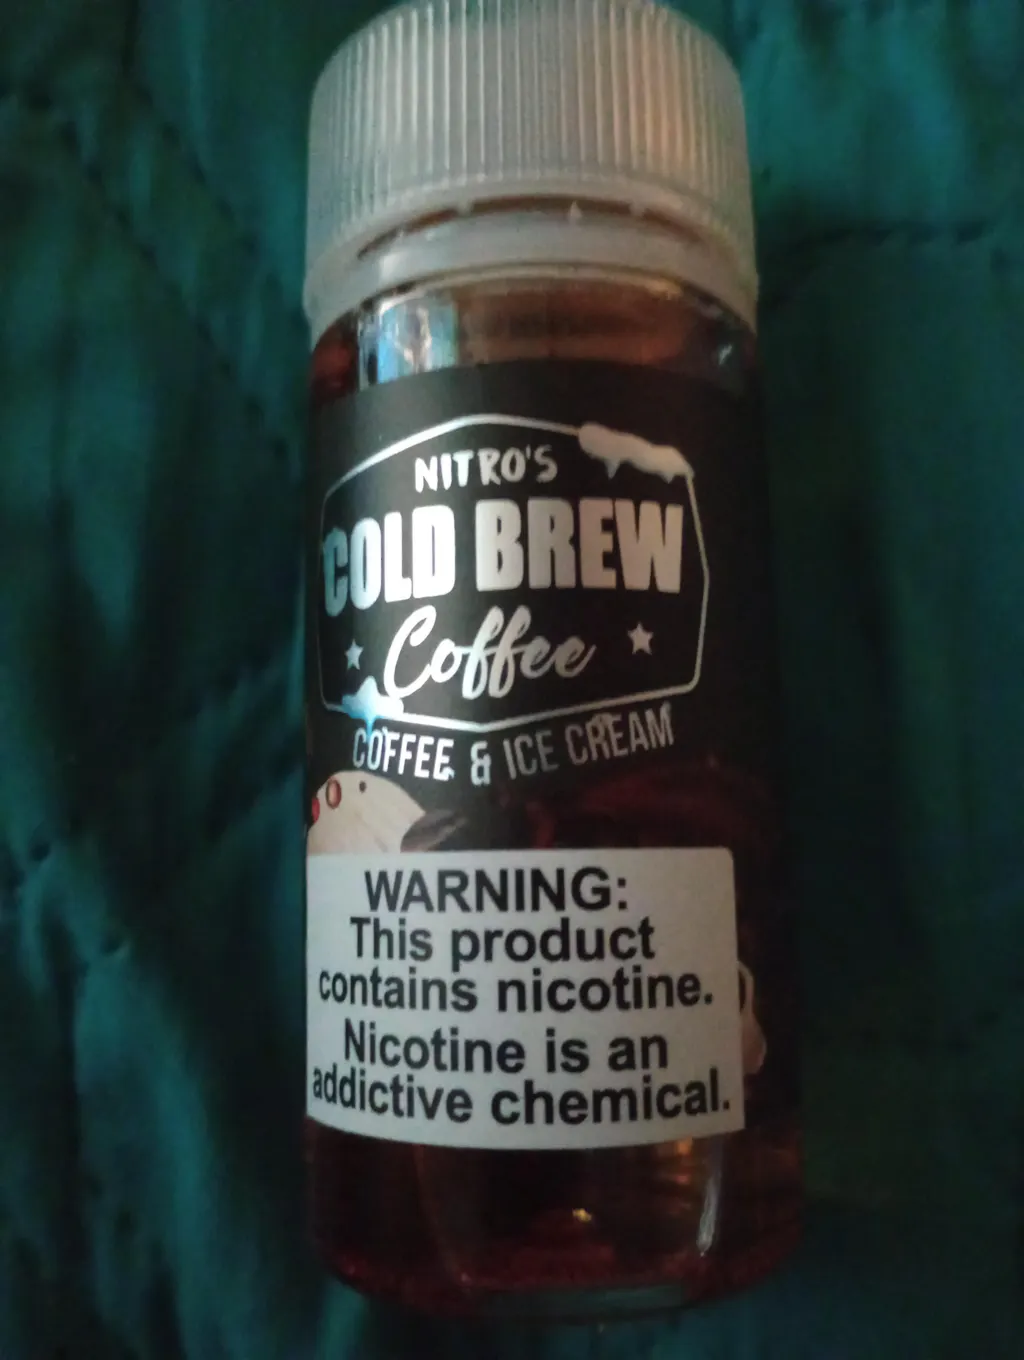 NITRO'S
COLD BREW
Coffee
COFFEE & ICE CREAM
WARNING:
This product
contains nicotine.
Nicotine is an
addictive chemical.